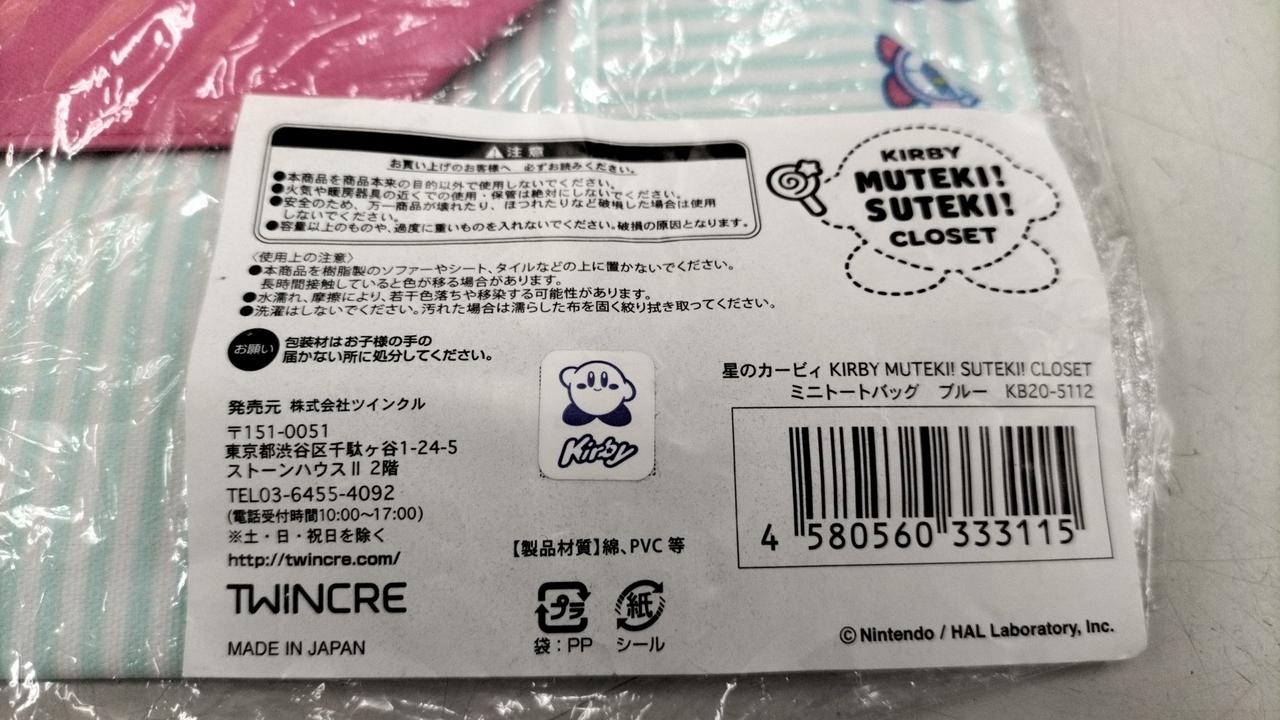 ⚠注意
お買い上げのお客様へ 必ずお読みください。
●本商品を商品本来の目的以外で使用しないでください。
●火気や暖房器具の近くでの使用・保管は絶対にしないでください。
●安全のため、万一商品が壊れたり、ほつれたりなど破損した場合は使用
しないでください。
●容量以上のものや、過度に重いものを入れないでください。破損の原因となります。
KIRBY
MUTEKI!
SUTEKI!
CLOSET
〈使用上の注意〉
●本商品を樹脂製のソファーやシート、タイルなどの上に置かないでください。
長時間接触していると色が移る場合があります。
●水濡れ、摩擦により、若干色落ちや移染する可能性があります。
●洗濯はしないでください。汚れた場合は濡らした布を固く絞り拭き取ってください。
お願い
包装材はお子様の手の
届かない所に処分してください。
発売元 株式会社ツインクル
〒151-0051
東京都渋谷区千駄ヶ谷1-24-5
ストーンハウスⅡ 2階
TEL03-6455-4092
(電話受付時間10:00〜17:00)
※土・日・祝日を除く
http://twincre.com/
TWiNCRE
MADE IN JAPAN
Kirby
【製品材質】綿、PVC 等
プラ
袋：PP
紙
シール
星のカービィ KIRBY MUTEKI! SUTEKI! CLOSET
ミニトートバッグ ブルー KB20-5112
4 580560 333115
©Nintendo / HAL Laboratory, Inc.